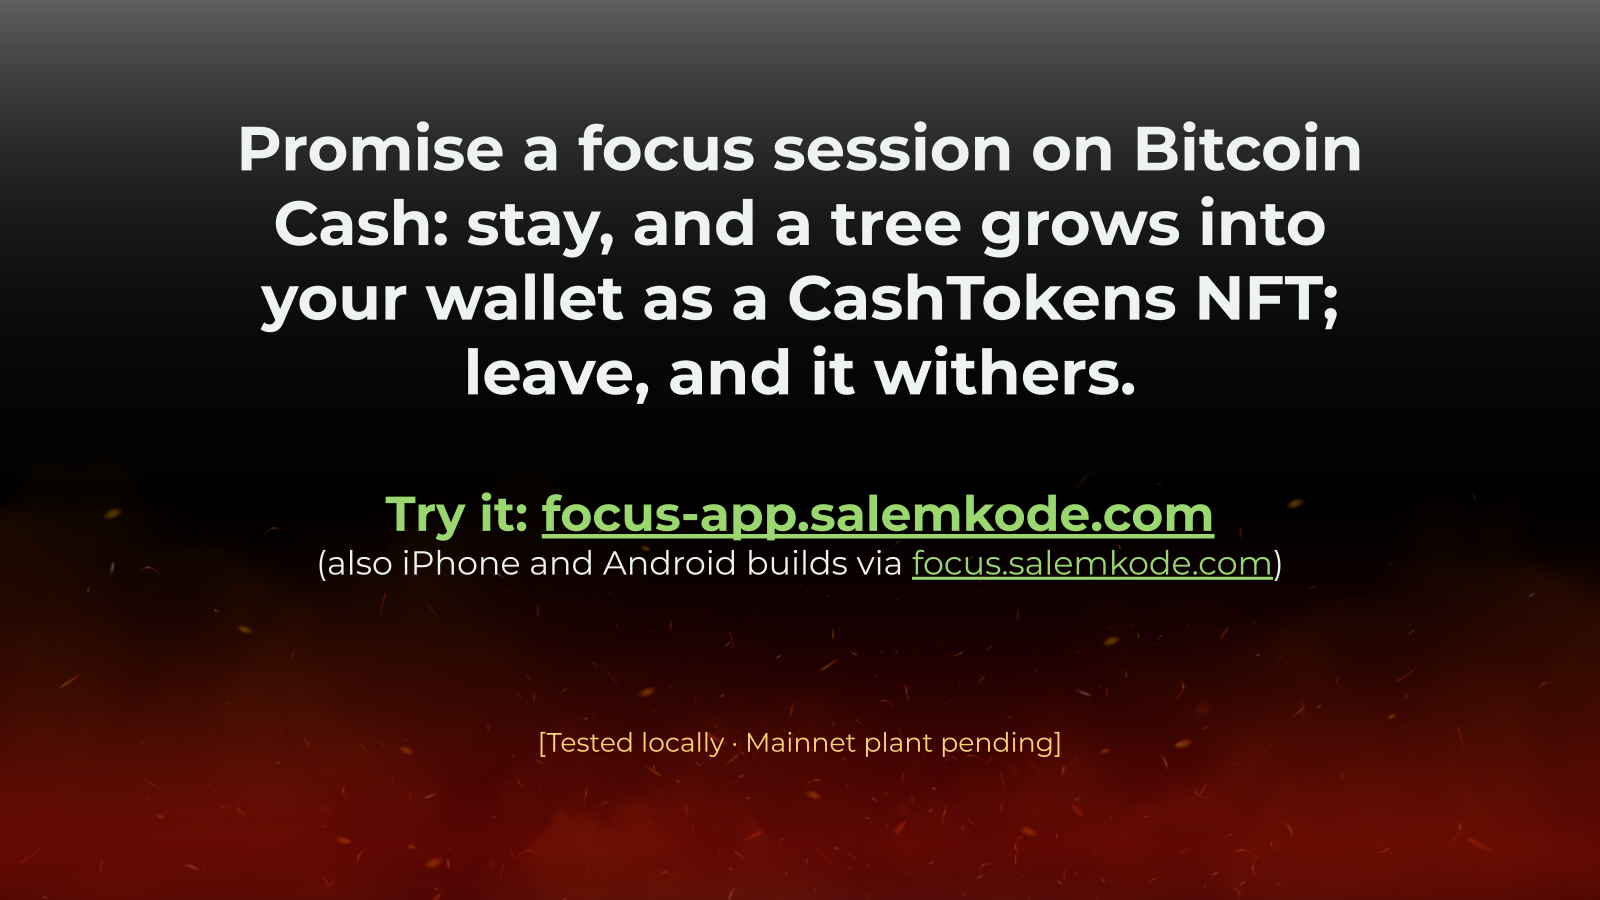 Promise a focus session on Bitcoin
Cash: stay, and a tree grows into
your wallet as a CashTokens NFT;
leave, and it withers.
Try it: focus-app.salemkode.com
(also iPhone and Android builds via focus.salemkode.com)
[Tested locally · Mainnet plant pending]